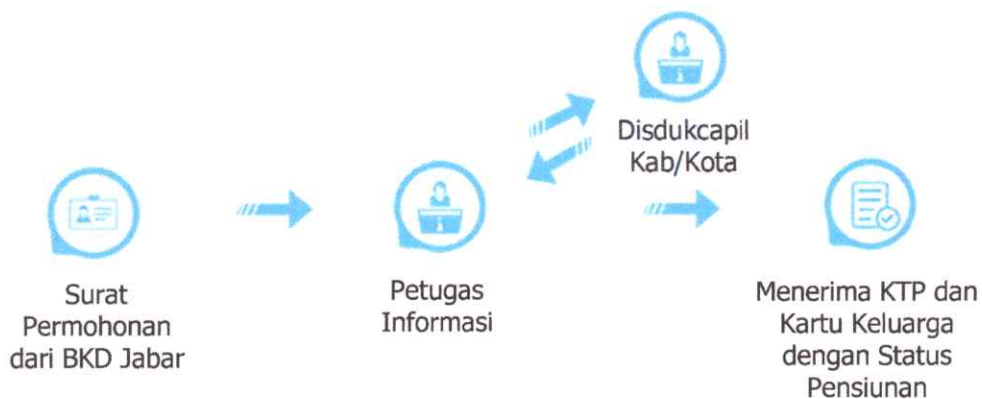 Disdukcapil
Kab/Kota
Surat
Permohonan
dari BKD Jabar
Petugas
Informasi
Menerima KTP dan
Kartu Keluarga
dengan Status
Pensiunan